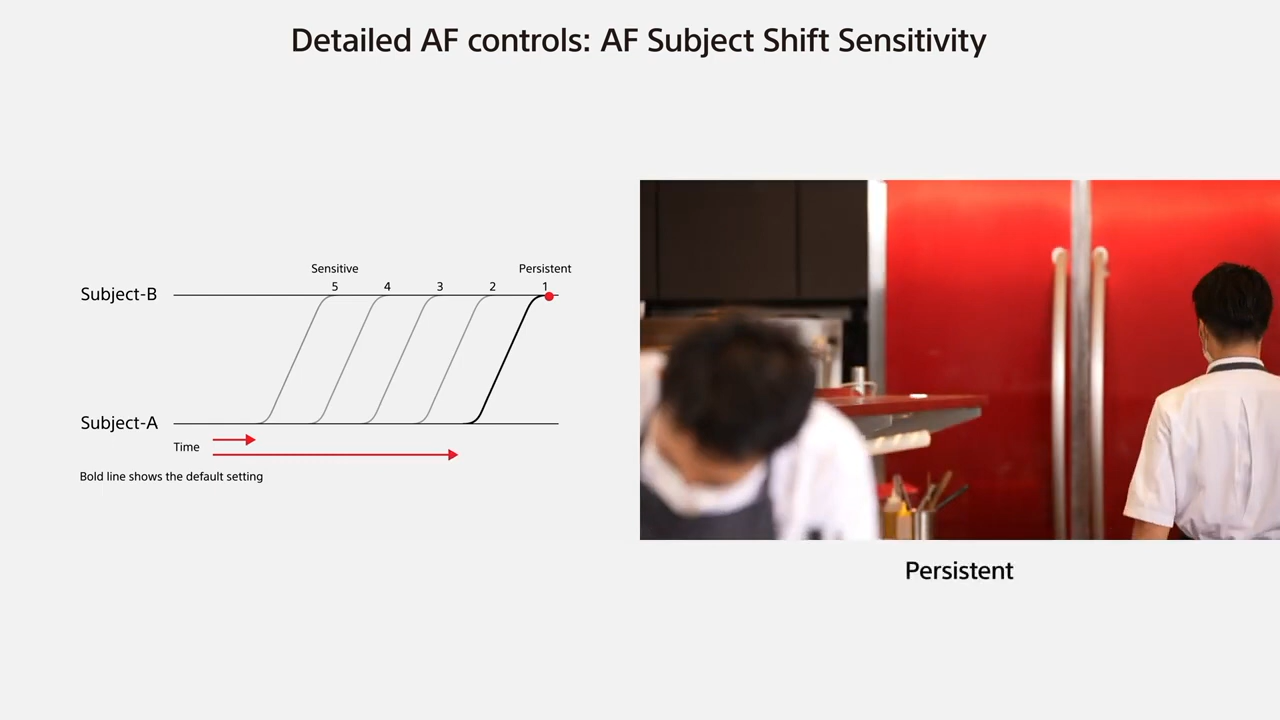 Detailed AF controls: AF Subject Shift Sensitivity
Sensitive Persistent
5 4 3 2 1
Subject-B
Subject-A
Time
Bold line shows the default setting
Persistent